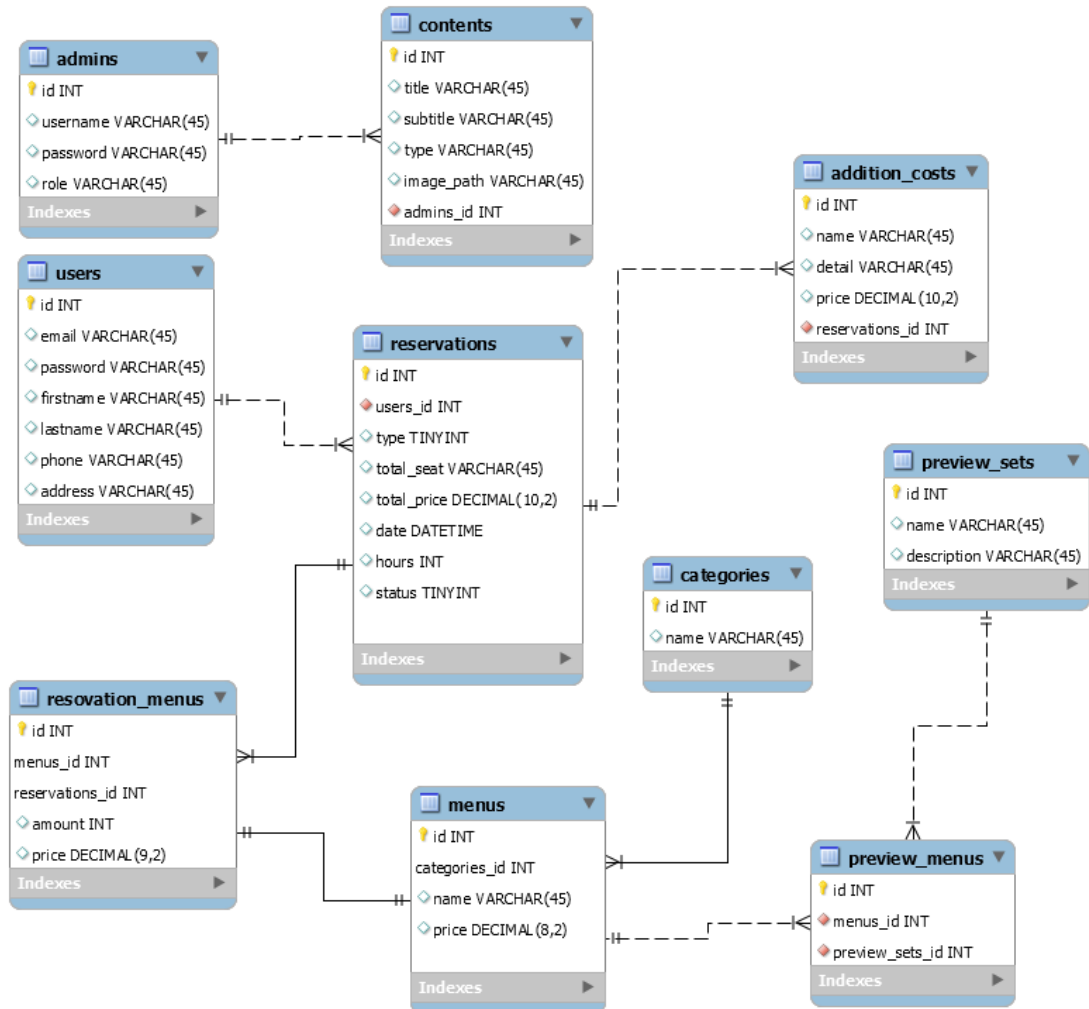 admins
id INT
username VARCHAR(45)
password VARCHAR(45)
role VARCHAR(45)
Indexes
contents
id INT
title VARCHAR(45)
subtitle VARCHAR(45)
type VARCHAR(45)
image_path VARCHAR(45)
admins_id INT
Indexes
addition_costs
id INT
name VARCHAR(45)
detail VARCHAR(45)
price DECIMAL(10,2)
reservations_id INT
Indexes
users
id INT
email VARCHAR(45)
password VARCHAR(45)
firstname VARCHAR(45)
lastname VARCHAR(45)
phone VARCHAR(45)
address VARCHAR(45)
Indexes
reservations
id INT
users_id INT
type TINYINT
total_seat VARCHAR(45)
total_price DECIMAL(10,2)
date DATETIME
hours INT
status TINYINT
Indexes
preview_sets
id INT
name VARCHAR(45)
description VARCHAR(45)
Indexes
categories
id INT
name VARCHAR(45)
Indexes
resovation_menus
id INT
menus_id INT
reservations_id INT
amount INT
price DECIMAL(9,2)
Indexes
menus
id INT
categories_id INT
name VARCHAR(45)
price DECIMAL(8,2)
Indexes
preview_menus
id INT
menus_id INT
preview_sets_id INT
Indexes